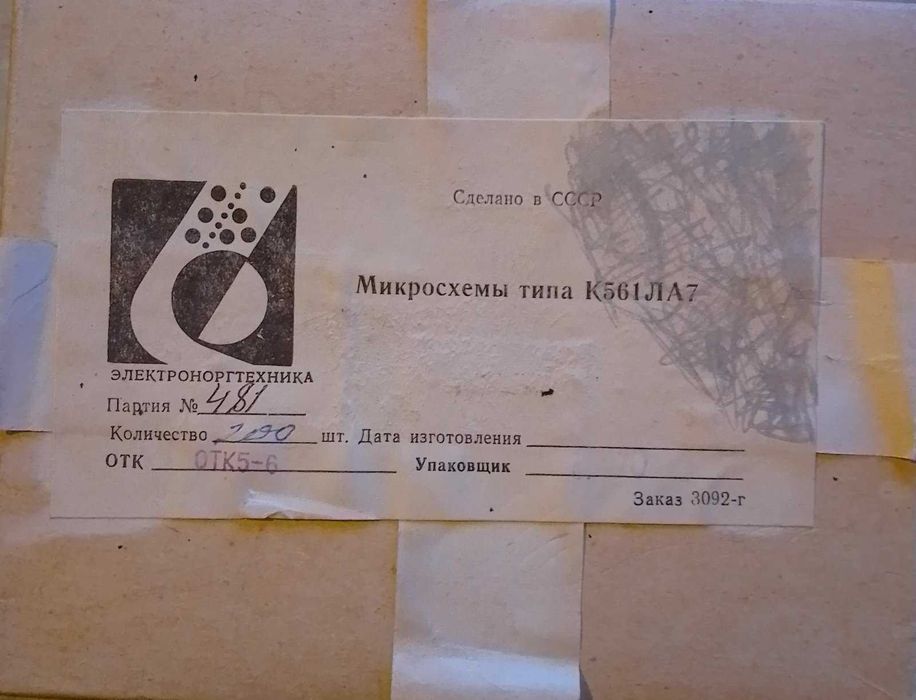 Сделано в СССР
Микросхемы типа К561ЛА7
ЭЛЕКТРОНОРГТЕХНИКА
Партия № 481
Количество шт. Дата изготовления
ОТК ОТК5-6 Упаковщик
Заказ 3092-г